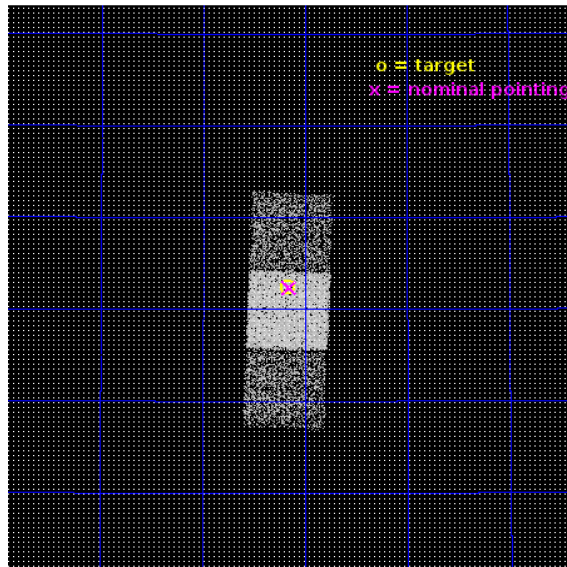 o = target
x = nominal pointing